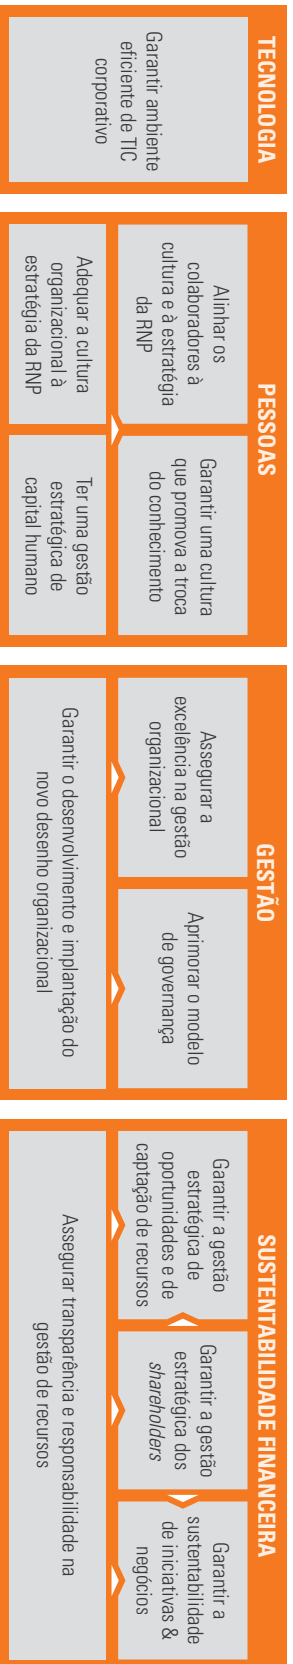 TECNOLOGIA
Garantir ambiente
eficiente de TIC
corporativo
PESSOAS
Alinhar os
colaboradores à
cultura e à estratégia
da RNP
Garantir uma cultura
que promova a troca
do conhecimento
Adequar a cultura
organizacional à
estratégia da RNP
Ter uma gestão
estratégica de
capital humano
GESTÃO
Assegurar a
excelência na gestão
organizacional
Aprimorar o modelo
de governança
Garantir o desenvolvimento e implantação do
novo desenho organizacional
SUSTENTABILIDADE FINANCEIRA
Garantir a gestão
estratégica de
oportunidades e de
captação de recursos
Garantir a gestão
estratégica dos
shareholders
Garantir a
sustentabilidade
de iniciativas &
negócios
Assegurar transparência e responsabilidade na
gestão de recursos